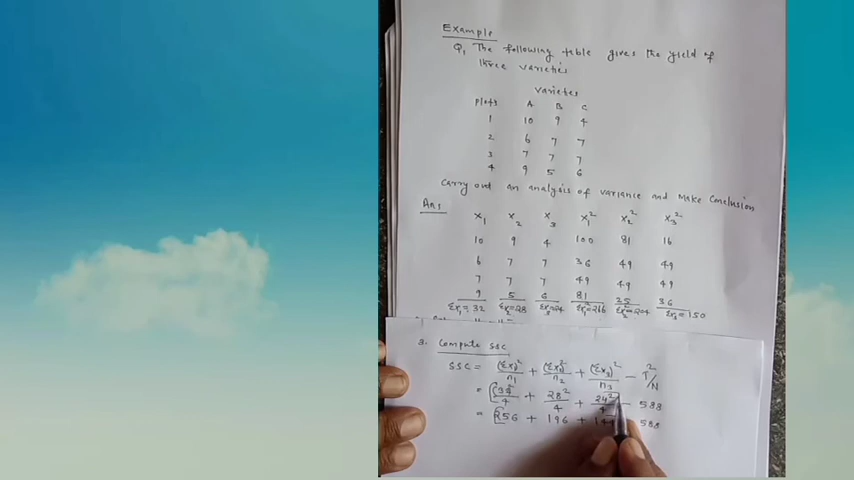 Example
Q1 The following table gives the yield of
three varieties
varieties
plots A B C
1 10 9 4
2 6 7 7
3 7 7 7
4 9 5 6
Carry out an analysis of variance and make conclusion
Ans x₁ x₂ x₃ x₁² x₂² x₃²
10 9 4 100 81 16
6 7 7 36 49 49
7 7 7 49 49 49
9 5 6 81 25 36
Σx₁ = 32 Σx₂=28 Σx₃=24 Σx₁²=266 Σx₂²=204 Σx₃=150
3. Compute SSC
SSC = (Σx₁)²/n₁ + (Σx₂)²/n₂ + (Σx₃)²/n₃ - T²/N
= 28²/4 + 24² - 588
= 256 + 196 + 588